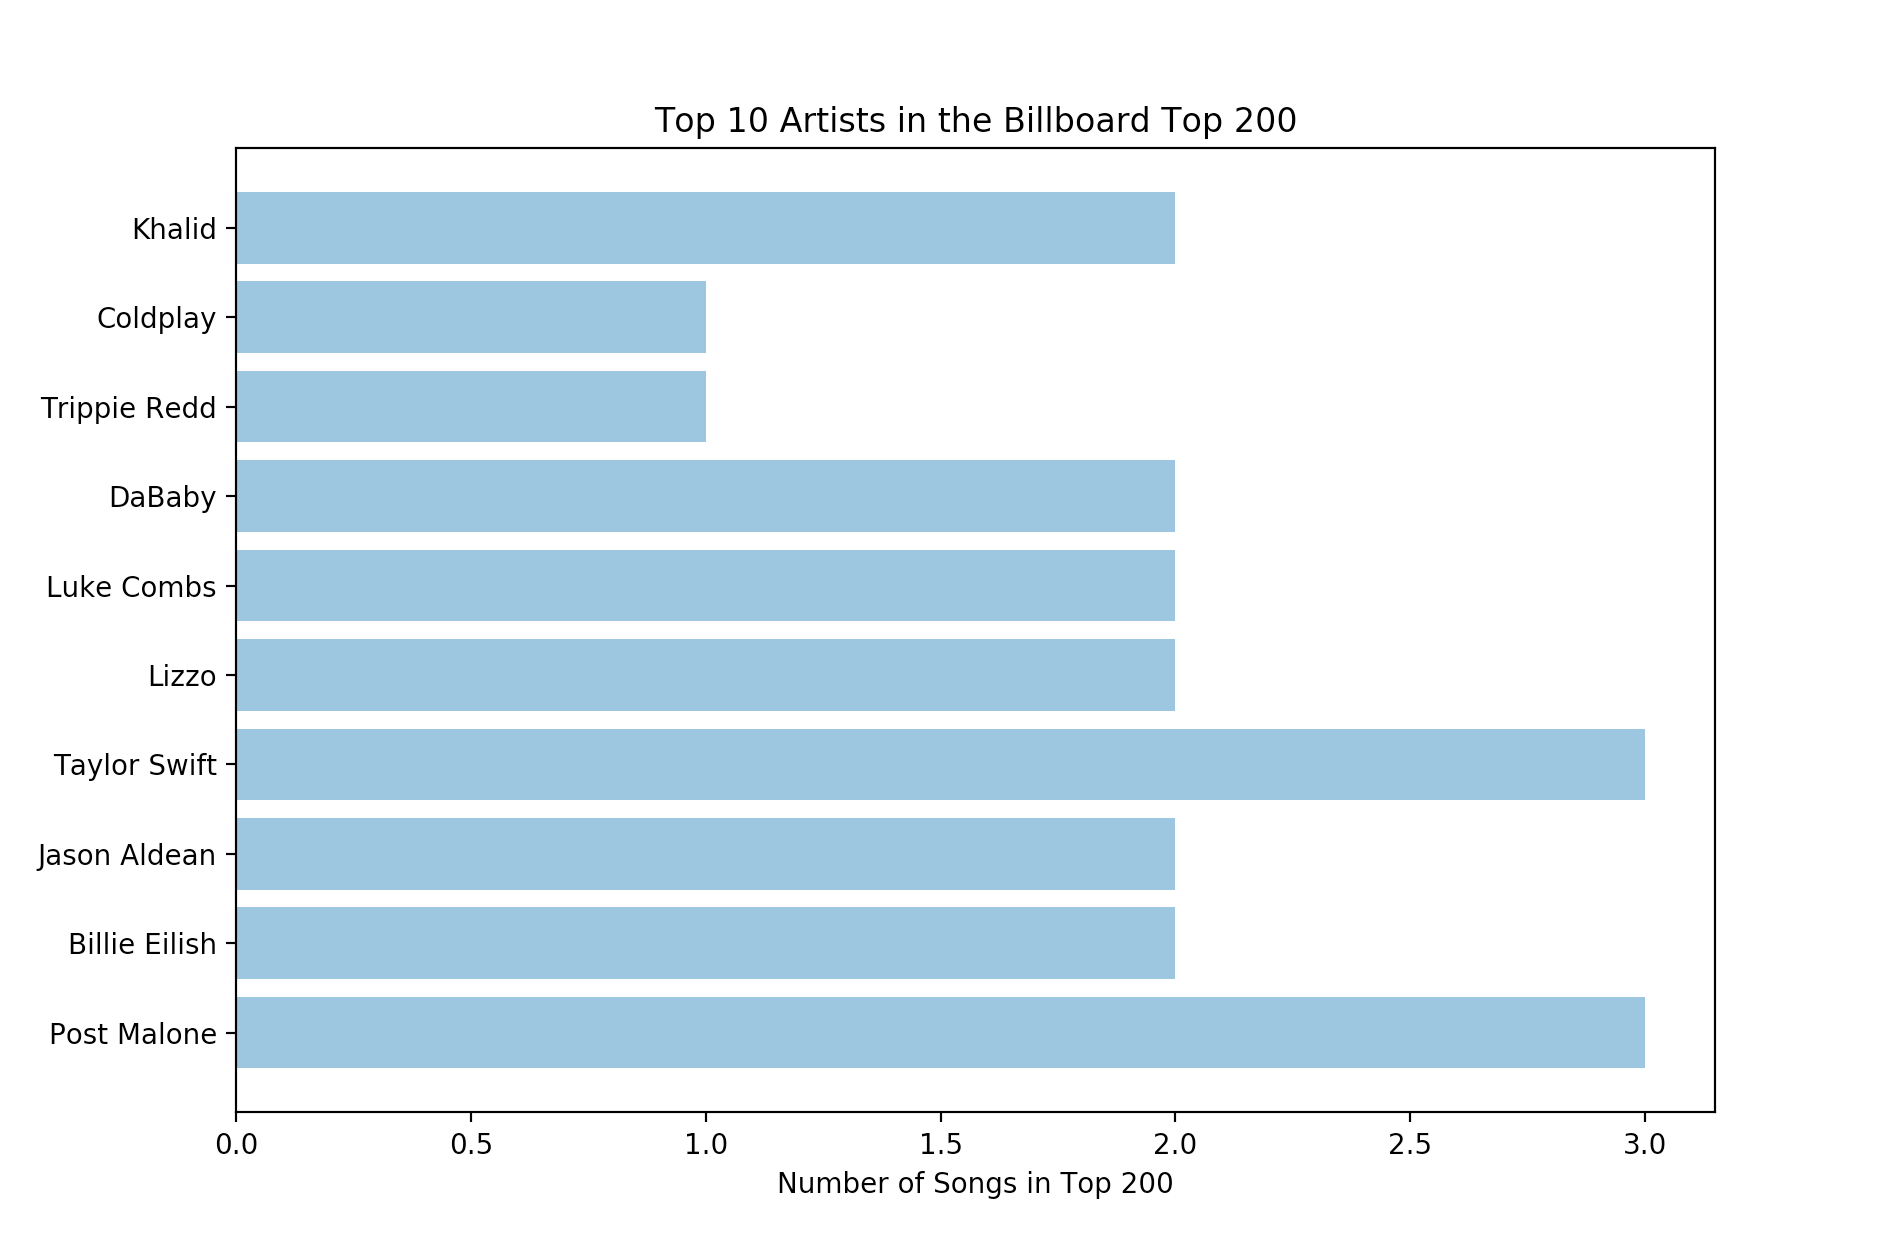 Top 10 Artists in the Billboard Top 200
Khalid
Coldplay
Trippie Redd
DaBaby
Luke Combs
Lizzo
Taylor Swift
Jason Aldean
Billie Eilish
Post Malone
0.0 0.5 1.0 1.5 2.0 2.5 3.0
Number of Songs in Top 200